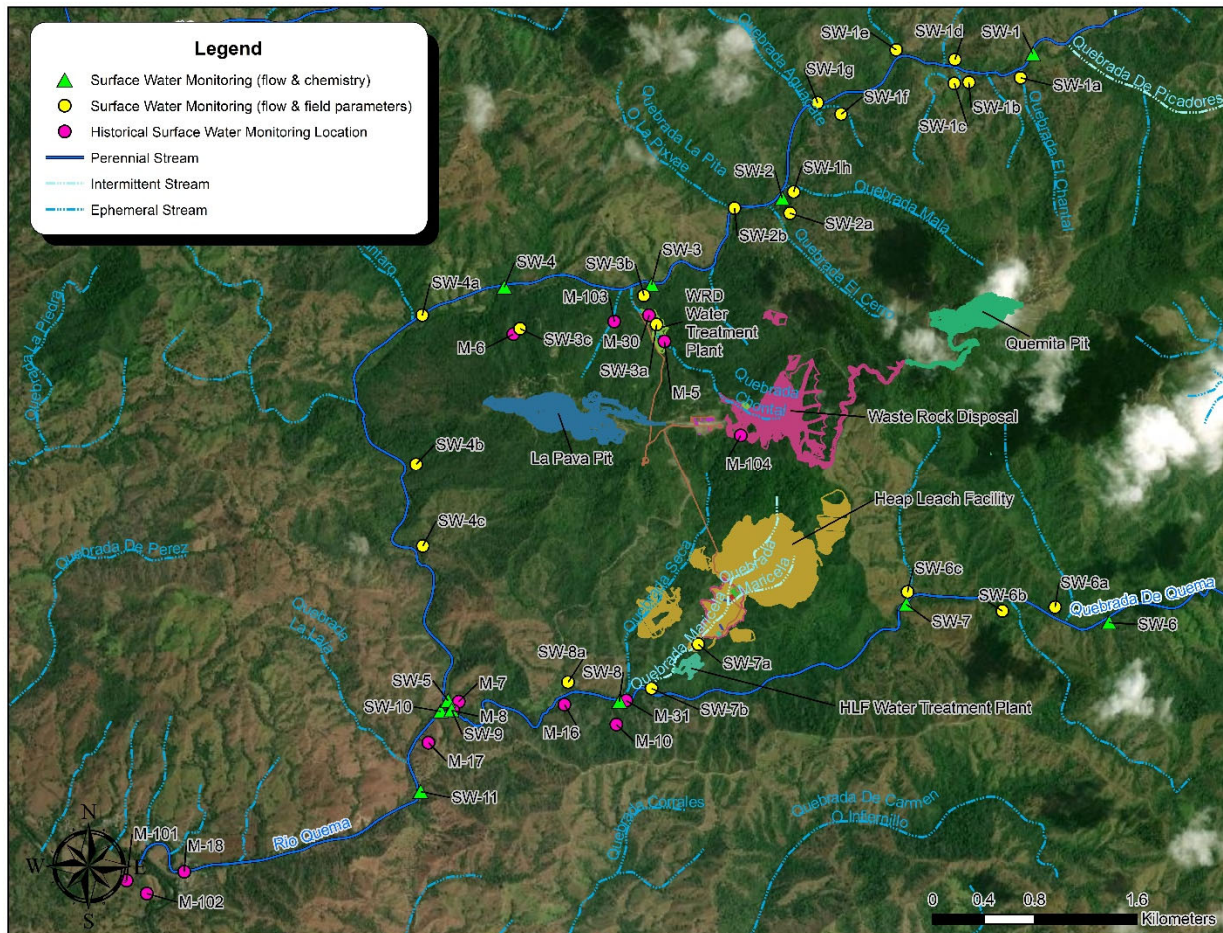 Legend
Surface Water Monitoring (flow & chemistry)
Surface Water Monitoring (flow & field parameters)
Historical Surface Water Monitoring Location
Perennial Stream
Intermittent Stream
Ephemeral Stream
SW-1e
SW-1d
SW-1
Quebrada De Picadores
SW-1g
SW-1f
SW-1c
SW-1b
SW-1a
Quebrada Aguacate
Quebrada La Pita
O La Pixvae
Quebrada El Chantal
SW-2
SW-1h
Quebrada Mala
SW-2b
SW-2a
Quebrada El Cerro
SW-4a
SW-4
SW-3b
SW-3
M-103
WRD
Water
Treatment
Plant
M-6
SW-3c
M-30
SW-3a
M-5
Quebrada La Piedra
Quemita Pit
Quebrada
Chontal
Waste Rock Disposal
La Pava Pit
M-104
SW-4b
Heap Leach Facility
SW-4c
Quebrada De Perez
Quebrada
La Jaie
Quebrada Seca
Quebrada
Maricela
Quebrada Maricela
SW-6c
SW-6b
SW-6a
Quebrada De Quema
SW-7
SW-6
SW-8a
SW-8
SW-7a
SW-5
M-7
SW-10
M-8
SW-9
M-16
M-31
SW-7b
HLF Water Treatment Plant
M-10
M-17
SW-11
Quebrada Corrales
Quebrada De Carmen
O Infiernillo
Rio Quema
N
W
E
S
M-101
M-18
M-102
0 0.4 0.8 1.6
Kilometers